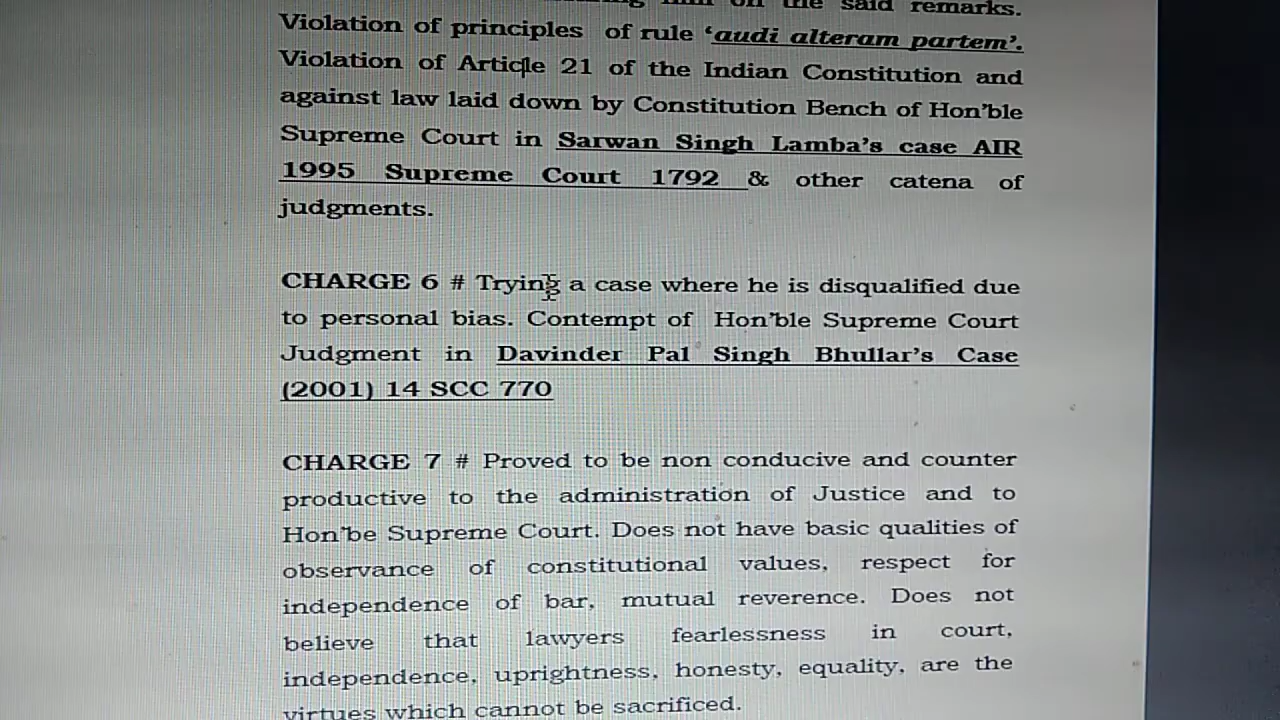 on the said remarks.
Violation of principles of rule ‘audi alteram partem’.
Violation of Article 21 of the Indian Constitution and
against law laid down by Constitution Bench of Hon’ble
Supreme Court in Sarwan Singh Lamba’s case AIR
1995 Supreme Court 1792 & other catena of
judgments.
CHARGE 6 # Trying a case where he is disqualified due
to personal bias. Contempt of Hon’ble Supreme Court
Judgment in Davinder Pal Singh Bhullar’s Case
(2001) 14 SCC 770
CHARGE 7 # Proved to be non conducive and counter
productive to the administration of Justice and to
Hon’be Supreme Court. Does not have basic qualities of
observance of constitutional values, respect for
independence of bar, mutual reverence. Does not
believe that lawyers fearlessness in court,
independence, uprightness, honesty, equality, are the
virtues which cannot be sacrificed.